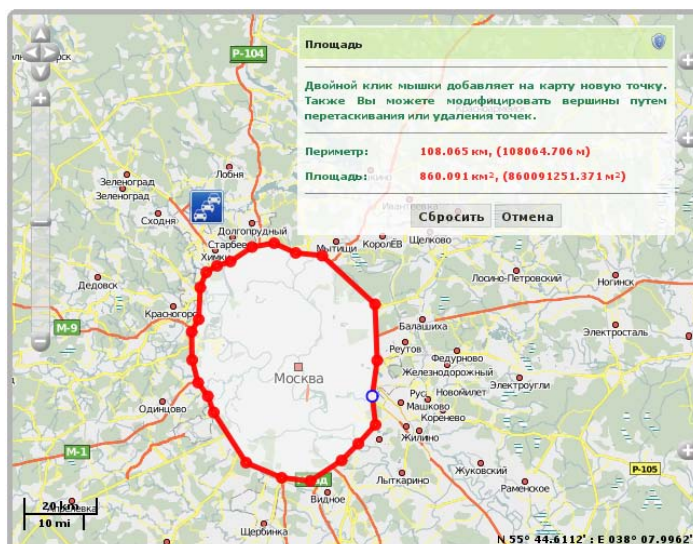 Р-104
Площадь
Двойной клик мышки добавляет на карту новую точку.
Также Вы можете модифицировать вершины путем
перетаскивания или удаления точек.
Периметр: 108.065 км, (108064.706 м)
Площадь: 860.091 км², (860091251.371 м²)
Сбросить Отмена
Лобня
Зеленоград
Зеленоград
Сходня
Долгопрудный
Старбее
Химки
Мытищи
КоролЁВ
Щелково
Дедовск
Лосино-Петровский
Ногинск
Красногор
М-9
Балашиха
Электросталь
Реутов
Федурново
Железнодорожный
Москва
Электроугли
Рус
Новомилет
Машково
Коренево
Одинцово
Жилино
М-1
Лыткарино
Жуковский
Р-105
Раменское
Видное
20 km
10 mi
Щербинка
N 55° 44.6112' : E 038° 07.9962'